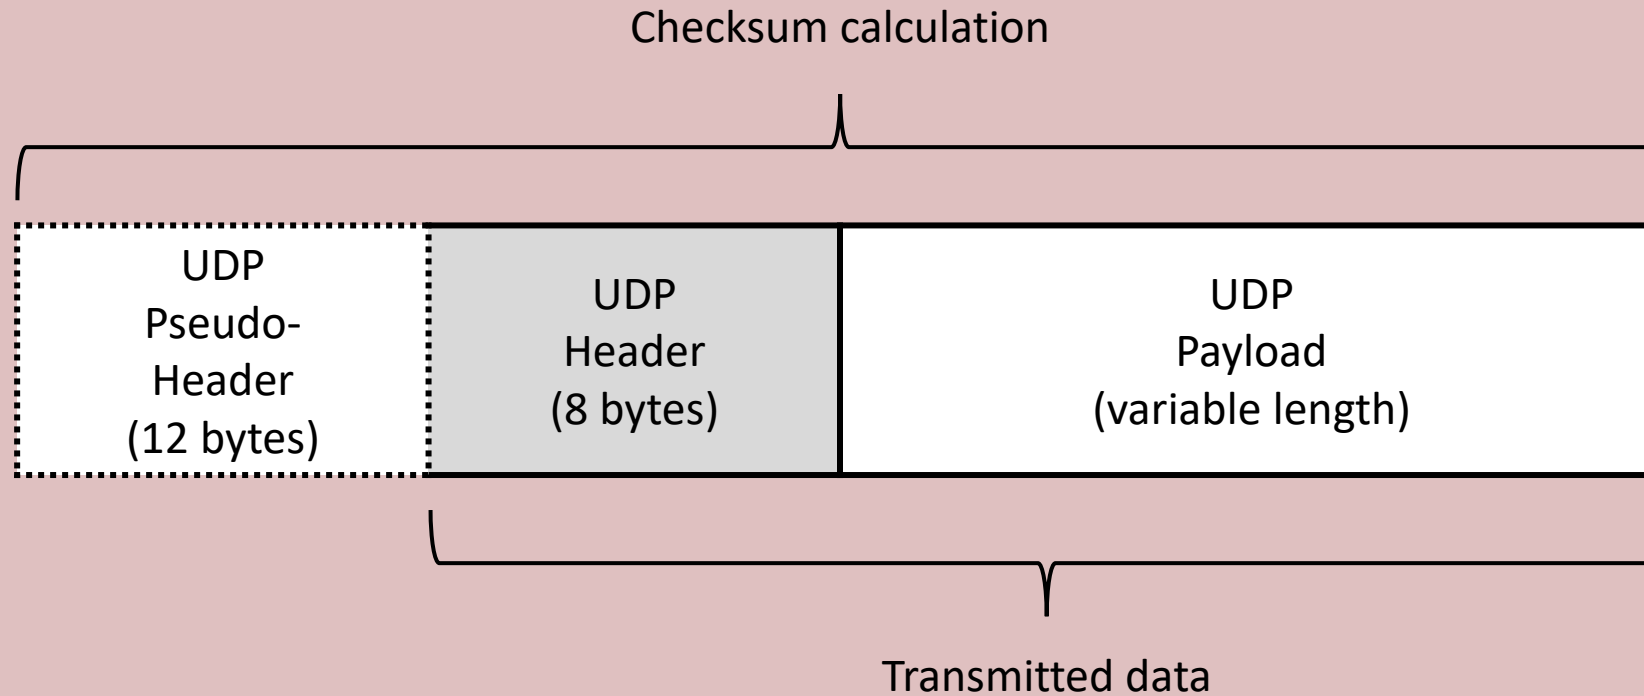 Checksum calculation
UDP
Pseudo-
Header
(12 bytes)
UDP
Header
(8 bytes)
UDP
Payload
(variable length)
Transmitted data